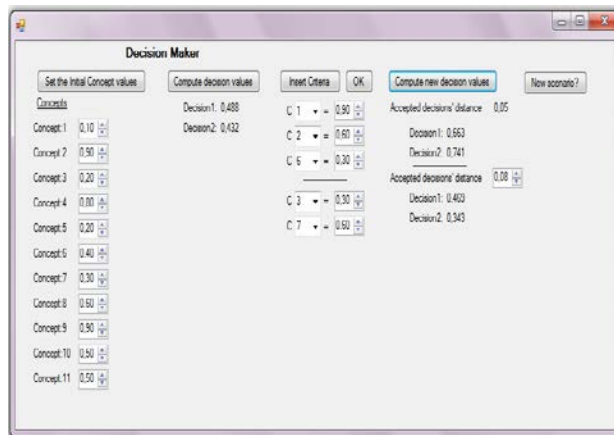 Decision Maker
Set the Initial Concept values
Compute decision values
Insert Criteria
OK
Compute new decision values
New scenario?
Concepts
Concept:1 0,10
Concept:2 0,90
Concept:3 0,20
Concept:4 0,80
Concept:5 0,20
Concept:6 0,40
Concept:7 0,30
Concept:8 0,60
Concept:9 0,90
Concept:10 0,50
Concept:11 0,50
Decision1: 0,488
Decision2: 0,432
C 1 = 0,90
C 2 = 0,60
C 6 = 0,30
C 3 = 0,30
C 7 = 0,60
Accepted decisions' distance 0,05
Decision1: 0,663
Decision2: 0,741
Accepted decisions' distance 0,08
Decision1: 0,469
Decision2: 0,343